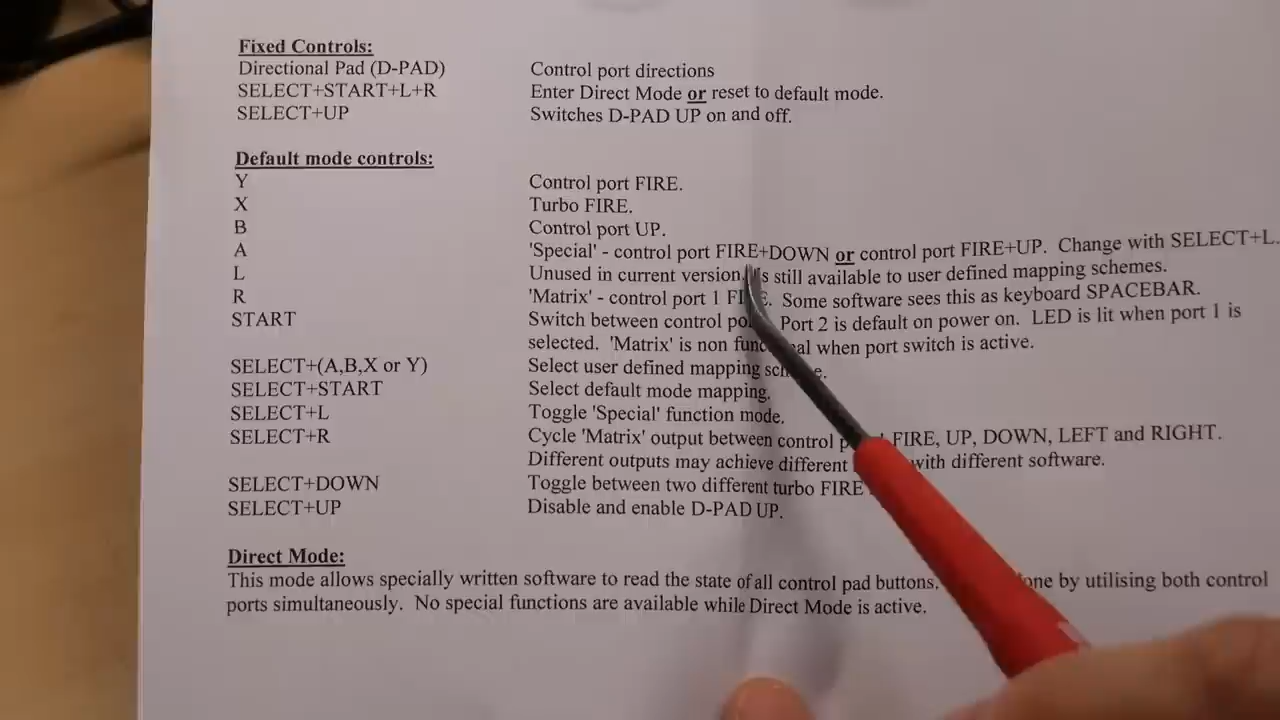 Fixed Controls:
Directional Pad (D-PAD) Control port directions
SELECT+START+L+R Enter Direct Mode or reset to default mode.
SELECT+UP Switches D-PAD UP on and off.
Default mode controls:
Y Control port FIRE.
X Turbo FIRE.
B Control port UP.
A 'Special' - control port FIRE+DOWN or control port FIRE+UP. Change with SELECT+L.
L Unused in current version. still available to user defined mapping schemes.
R 'Matrix' - control port 1 FIRE. Some software sees this as keyboard SPACEBAR.
START Switch between control Port 2 is default on power on. LED is lit when port 1 is
selected. 'Matrix' is non functional when port switch is active.
SELECT+(A,B,X or Y) Select user defined mapping scheme.
SELECT+START Select default mode mapping.
SELECT+L Toggle 'Special' function mode.
SELECT+R Cycle 'Matrix' output between control FIRE, UP, DOWN, LEFT and RIGHT.
Different outputs may achieve different with different software.
SELECT+DOWN Toggle between two different turbo FIRE
SELECT+UP Disable and enable D-PAD UP.
Direct Mode:
This mode allows specially written software to read the state of all control pad buttons. by utilising both control
ports simultaneously. No special functions are available while Direct Mode is active.